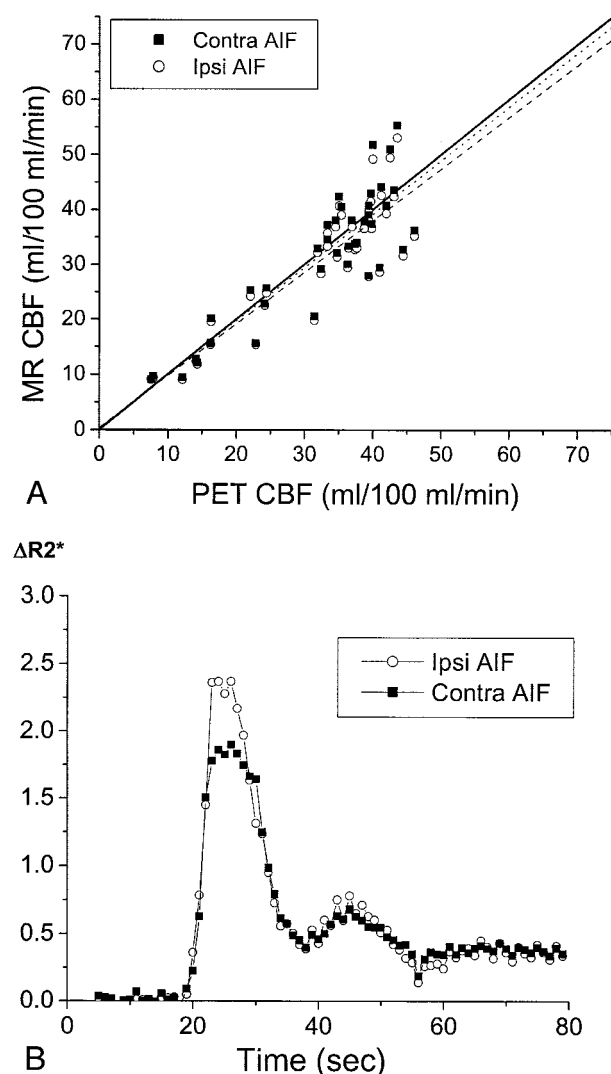 70
60
50
40
30
20
10
0
MR CBF (ml/100 ml/min)
Contra AIF
Ipsi AIF
0 10 20 30 40 50 60 70
A
PET CBF (ml/100 ml/min)
ΔR2*
3.0
2.5
2.0
1.5
1.0
0.5
0.0
Ipsi AIF
Contra AIF
0 20 40 60 80
B
Time (sec)